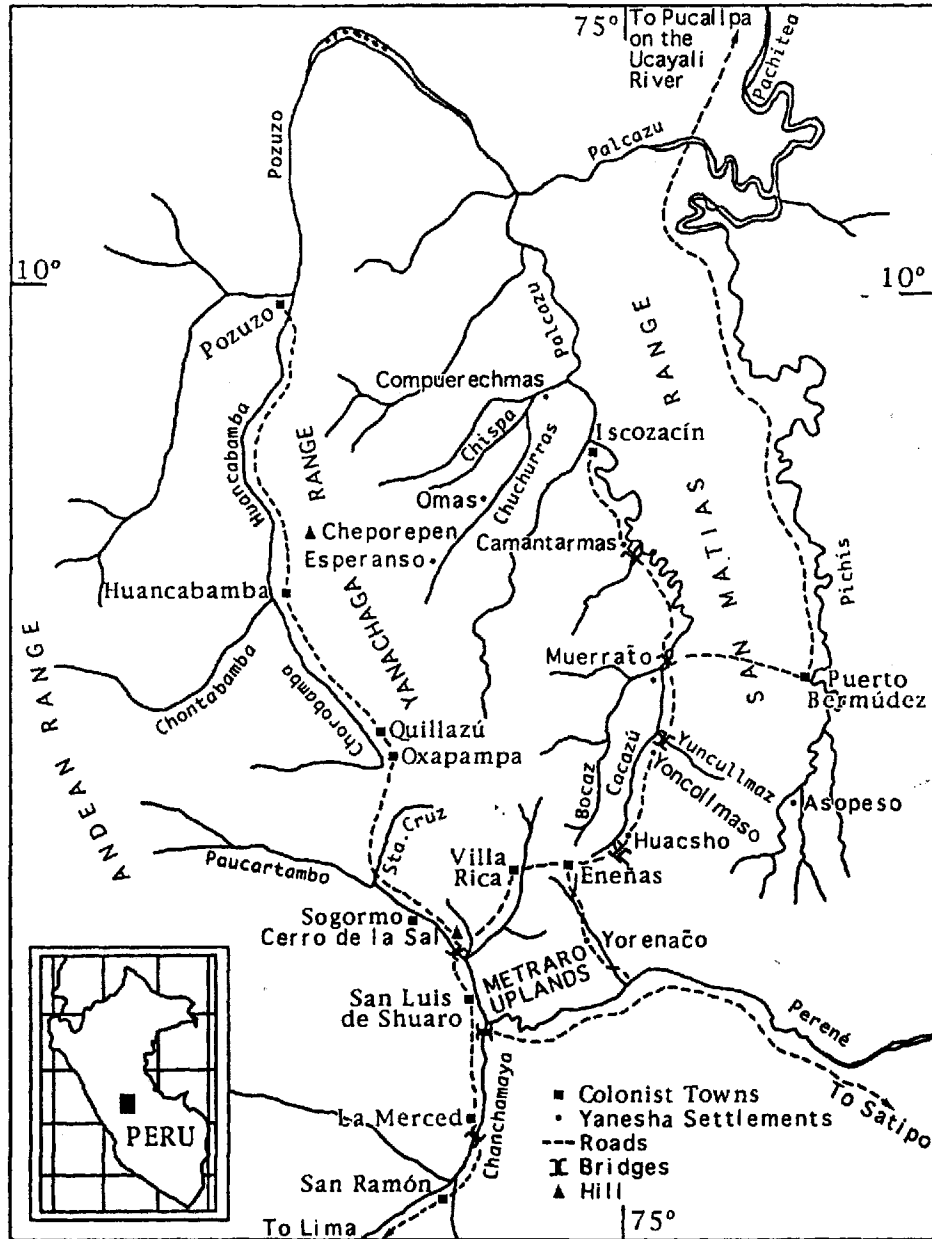 75°
To Pucallpa
on the
Ucayali
River
Pachitea
Pozuzo
Palcazu
10°
10°
Pozuzo
Palcazu
Compuerechmas
SAN MATIAS RANGE
Huancabamba
RANGE
Chispa
Chuchurras
Iscozacín
Omas
Cheporepen
Camantarmas
Esperanso
Huancabamba
YANACHAGA
Pichis
ANDEAN RANGE
Muerrato
Puerto
Bermúdez
Chontabamba
Chorobamba
Quillazú
Oxapampa
Bocaz
Cacazú
Yuncullmaz
Yoncollmaso
Asopeso
Sta. Cruz
Paucartambo
Villa
Rica
Huacsho
Eneñas
Sogormo
Cerro de la Sal
Yorenaco
METRARO
UPLANDS
San Luis
de Shuaro
Perené
To Satipo
La Merced
Chanchamaya
San Ramón
To Lima
75°
PERU
Colonist Towns
Yanesha Settlements
Roads
Bridges
Hill